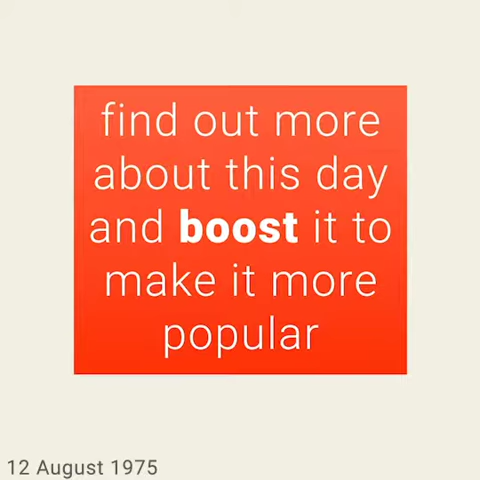 find out more
about this day
and boost it to
make it more
popular
12 August 1975